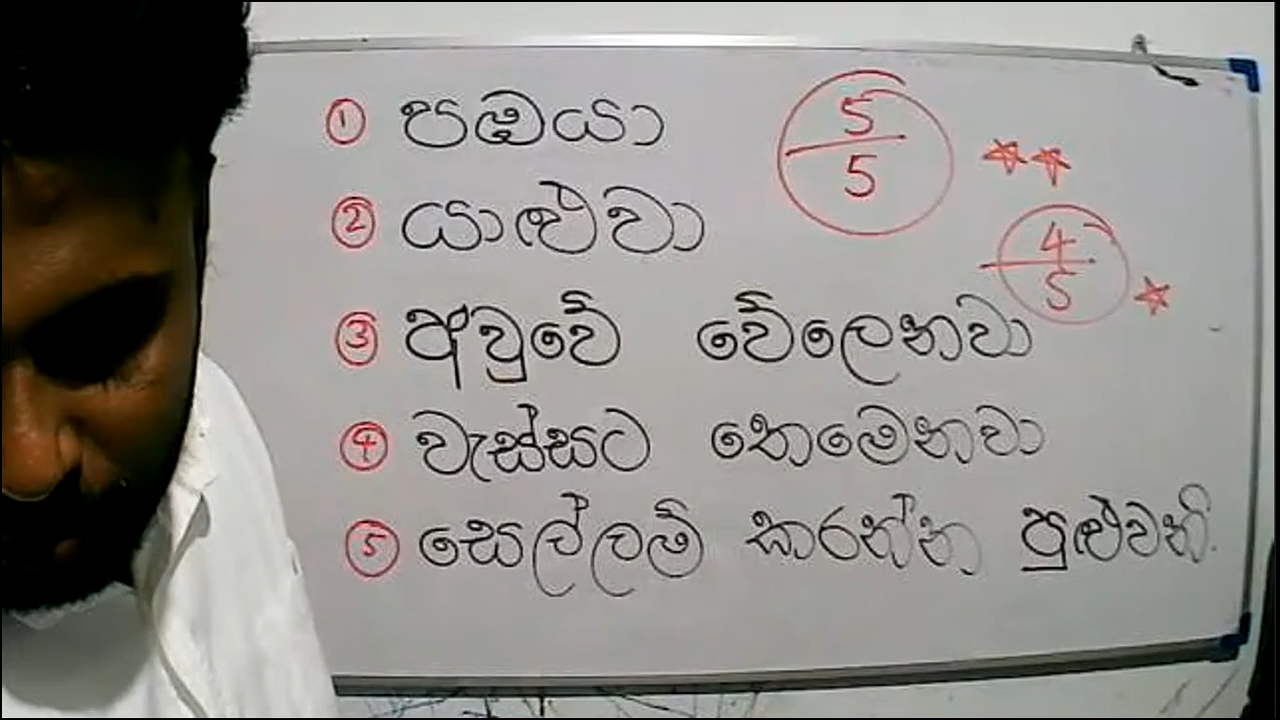 ① පඹයා
5/5 ★★
② යාළුවා
4/5 ★
③ අවුවේ වේලෙනවා
④ වැස්සට තෙමෙනවා
⑤ සෙල්ලම් කරන්න පුළුවනි.